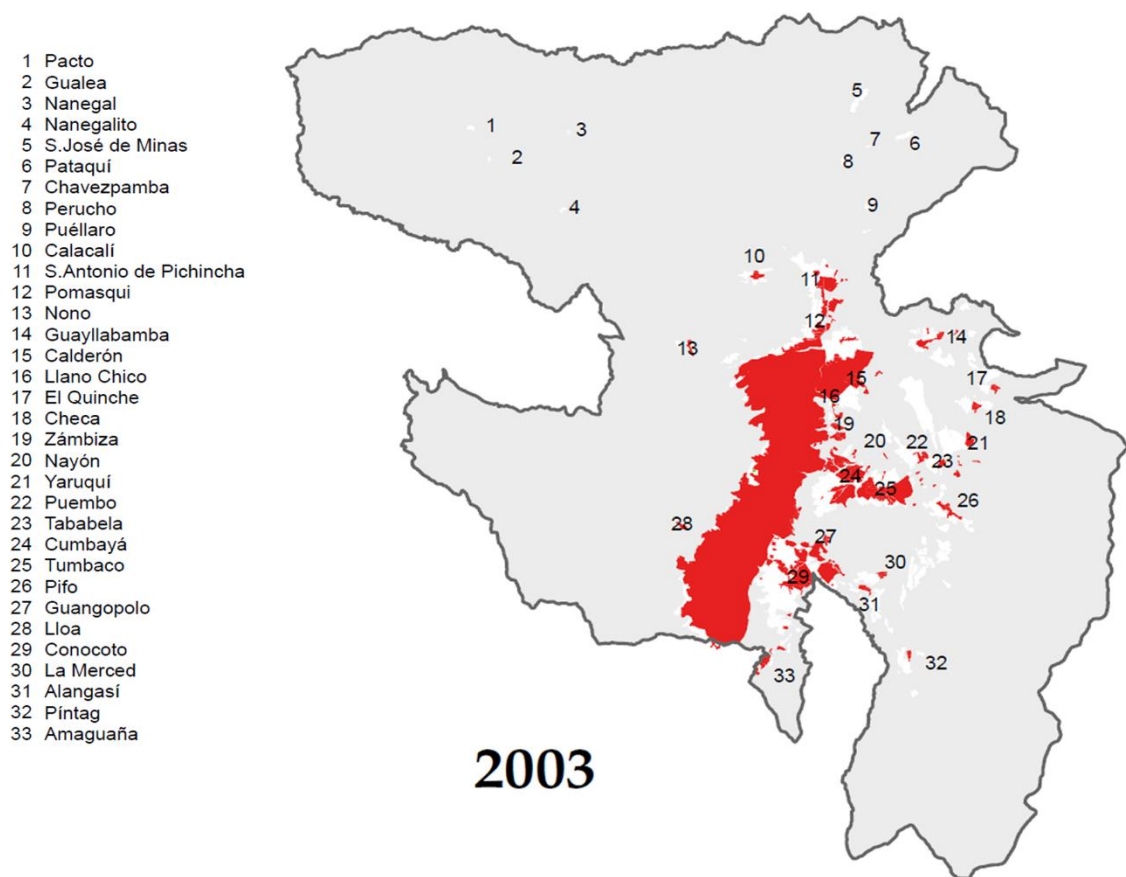 1 Pacto
2 Gualea
3 Nanegal
4 Nanegalito
5 S.José de Minas
6 Pataquí
7 Chavezpamba
8 Perucho
9 Puéllaro
10 Calacalí
11 S.Antonio de Pichincha
12 Pomasqui
13 Nono
14 Guayllabamba
15 Calderón
16 Llano Chico
17 El Quinche
18 Checa
19 Zámbiza
20 Nayón
21 Yaruquí
22 Puembo
23 Tababela
24 Cumbayá
25 Tumbaco
26 Pifo
27 Guangopolo
28 Lloa
29 Conocoto
30 La Merced
31 Alangasí
32 Píntag
33 Amaguaña
5
1
3
7
6
2
8
4
9
10
11
12
13
14
15
17
16
18
19
20
22
21
23
24
25
26
28
27
29
30
31
32
33
2003